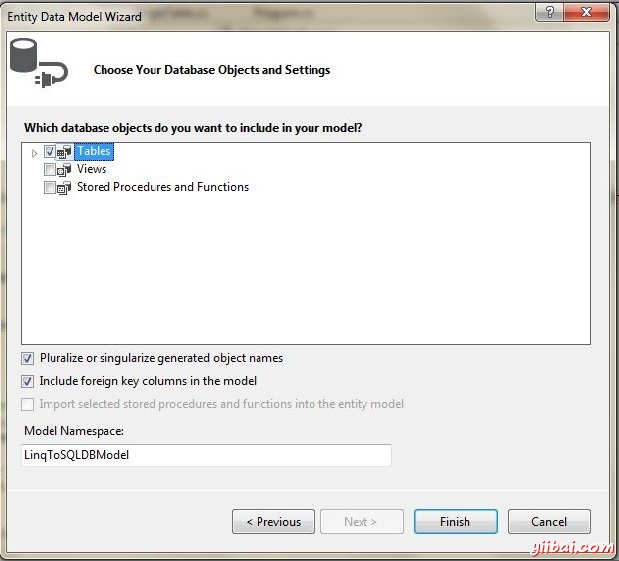 Entity Data Model Wizard
?
Choose Your Database Objects and Settings
Which database objects do you want to include in your model?
Tables
Views
Stored Procedures and Functions
Pluralize or singularize generated object names
Include foreign key columns in the model
Import selected stored procedures and functions into the entity model
Model Namespace:
LinqToSQLDBModel
< Previous Next > Finish Cancel
yiibai.com